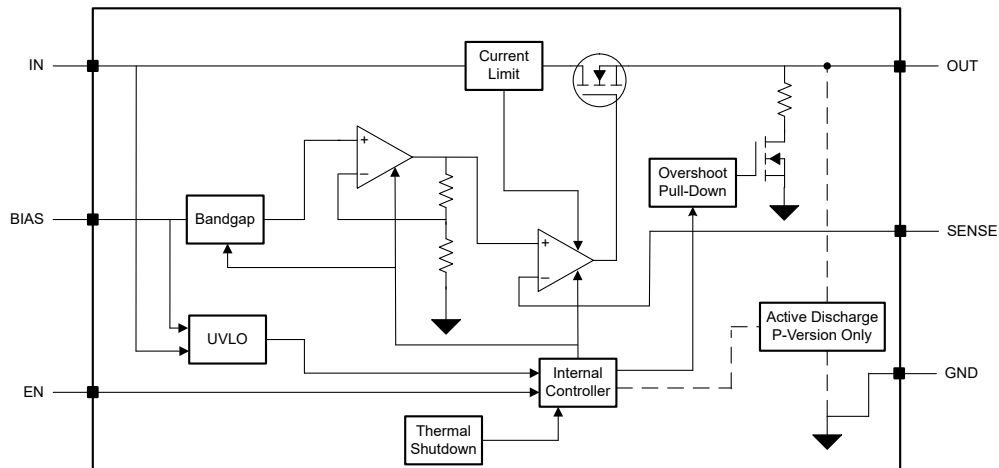 IN
Current
Limit
OUT
+
−
Overshoot
Pull-Down
BIAS
Bandgap
SENSE
+
−
UVLO
Active Discharge
P-Version Only
Internal
Controller
GND
EN
Thermal
Shutdown